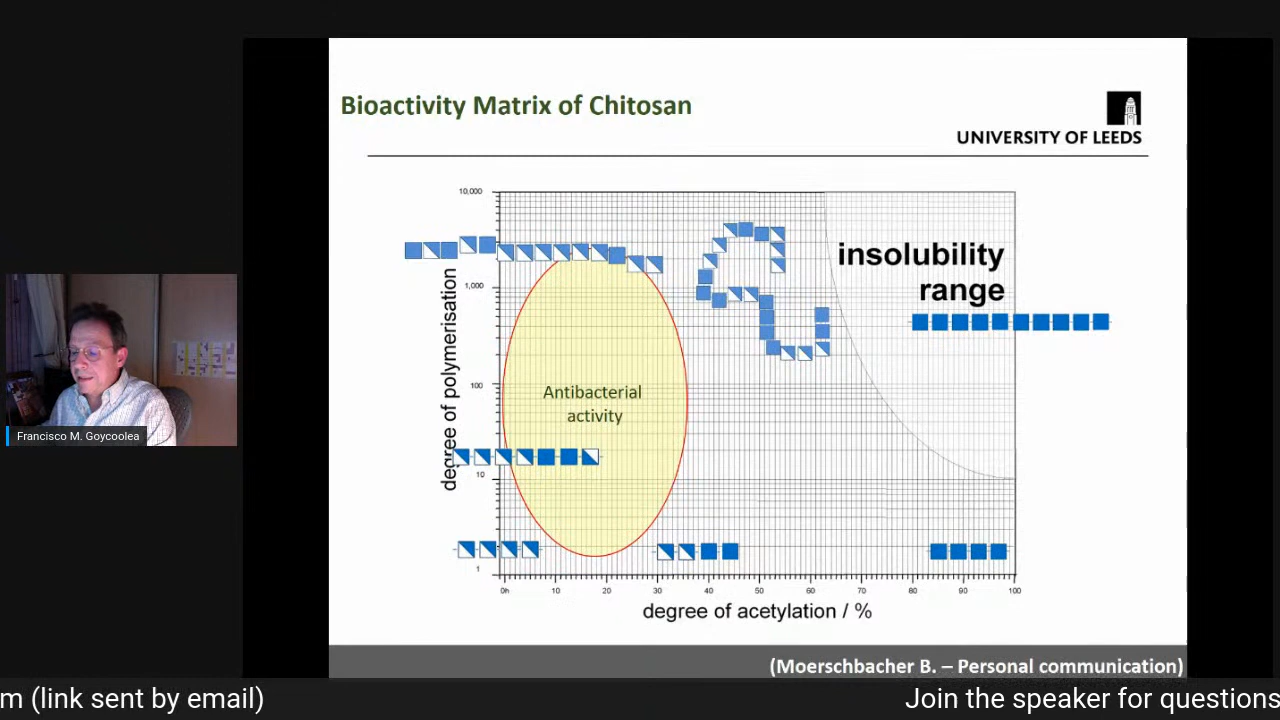 Bioactivity Matrix of Chitosan
UNIVERSITY OF LEEDS
10,000
1,000
100
10
1
degree of polymerisation
insolubility
range
Antibacterial
activity
0h
10
20
30
40
50
60
70
80
90
100
degree of acetylation / %
Francisco M. Goycoolea
(Moerschbacher B. – Personal communication)
m (link sent by email)
Join the speaker for questions